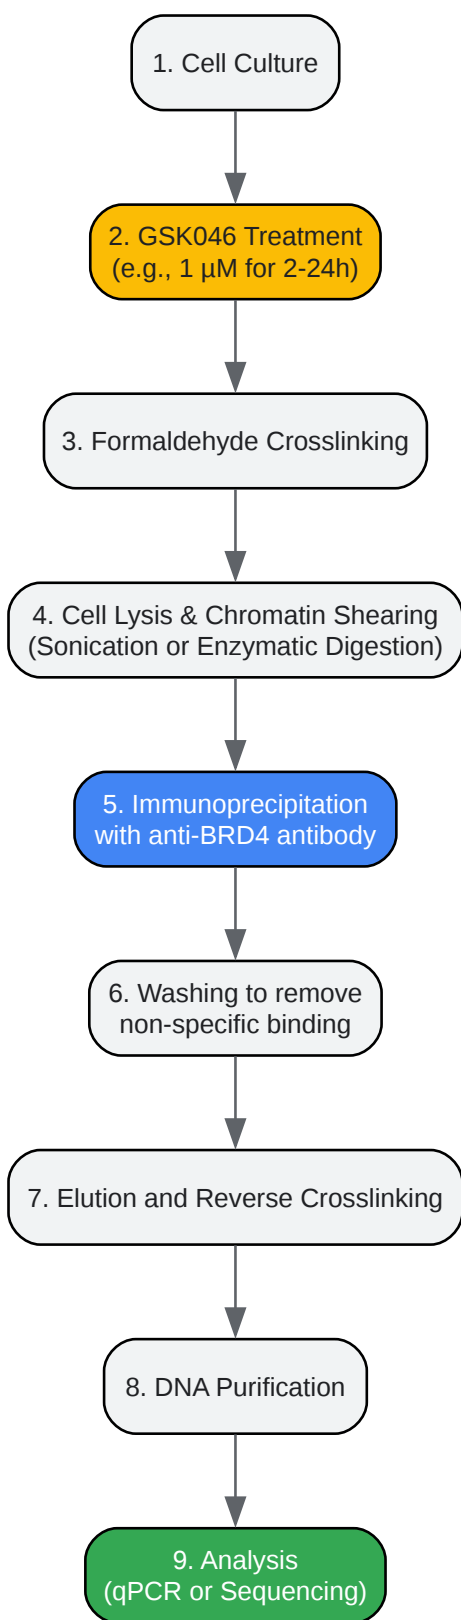 1. Cell Culture
2. GSK046 Treatment
(e.g., 1 µM for 2-24h)
3. Formaldehyde Crosslinking
4. Cell Lysis & Chromatin Shearing
(Sonication or Enzymatic Digestion)
5. Immunoprecipitation
with anti-BRD4 antibody
6. Washing to remove
non-specific binding
7. Elution and Reverse Crosslinking
8. DNA Purification
9. Analysis
(qPCR or Sequencing)